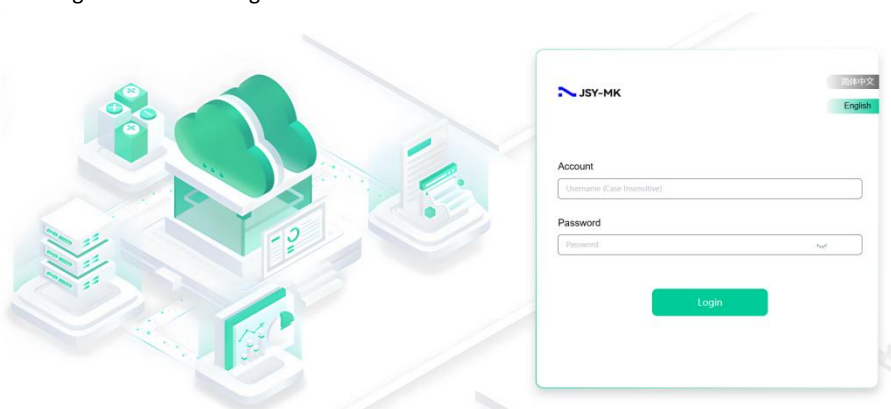 JSY-MK
简体中文
English
Account
Username (Case Insensitive)
Password
Password
Login